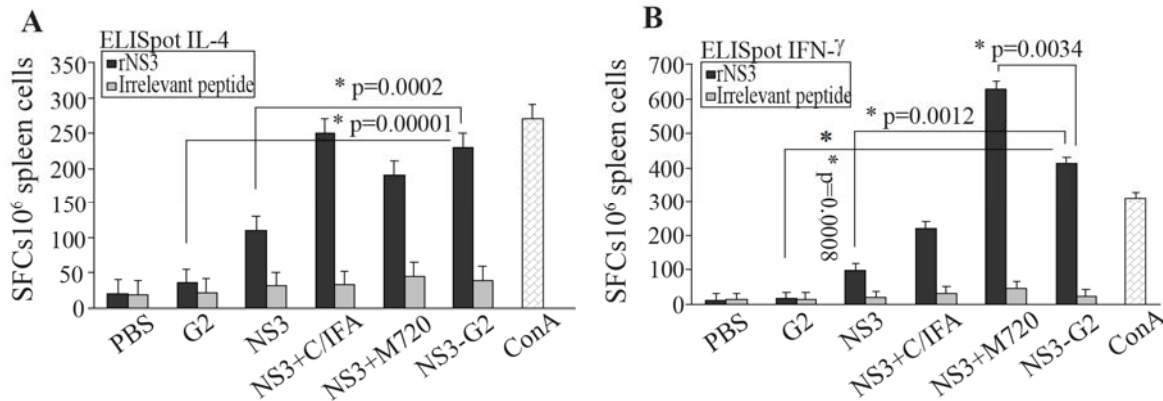 A
ELISpot IL-4
rNS3
Irrelevant peptide
* p=0.0002
* p=0.00001
SFCs10⁶ spleen cells
350
300
250
200
150
100
50
0
PBS
G2
NS3
NS3+C/IFA
NS3+M720
NS3-G2
ConA
B
ELISpot IFN-γ
rNS3
Irrelevant peptide
* p=0.0034
* p=0.0012
*
* p=0.0008
SFCs10⁶ spleen cells
700
600
500
400
300
200
100
0
PBS
G2
NS3
NS3+C/IFA
NS3+M720
NS3-G2
ConA